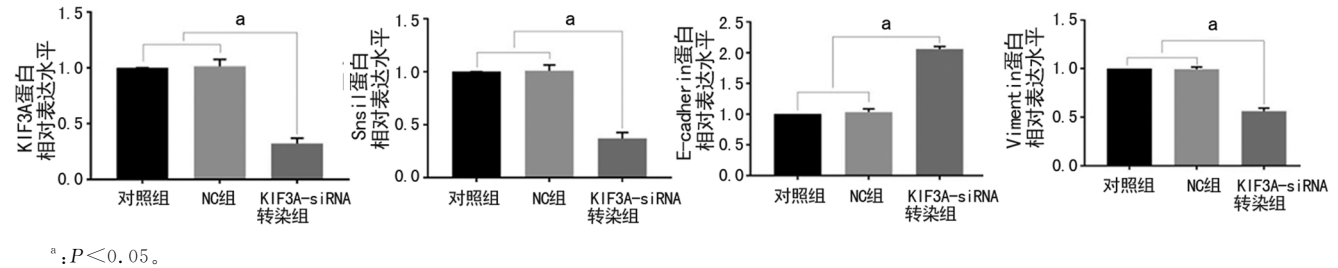 KIF3A蛋白
相对表达水平
1.5
1.0
0.5
0.0
a
对照组 NC组 KIF3A-siRNA
转染组
Snsil蛋白
相对表达水平
1.5
1.0
0.5
0.0
a
对照组 NC组 KIF3A-siRNA
转染组
E-cadherin蛋白
相对表达水平
2.5
2.0
1.5
1.0
0.5
0.0
a
对照组 NC组 KIF3A-siRNA
转染组
Vimentin蛋白
相对表达水平
1.5
1.0
0.5
0.0
a
对照组 NC组 KIF3A-siRNA
转染组
a:P<0.05。